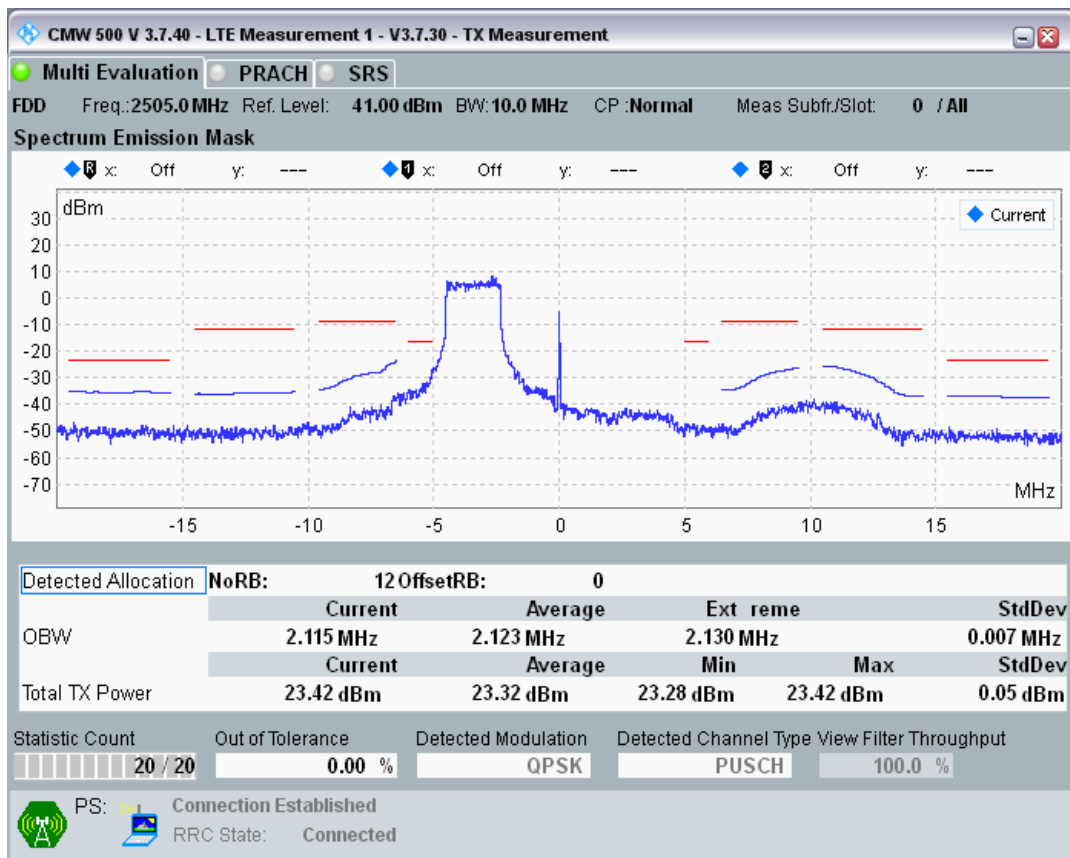 CMW 500 V 3.7.40 - LTE Measurement 1 - V3.7.30 - TX Measurement
Multi Evaluation PRACH SRS
FDD Freq.:2505.0 MHz Ref. Level: 41.00 dBm BW:10.0 MHz CP :Normal Meas Subfr./Slot: 0 / All
Spectrum Emission Mask
R x: Off y: --- 1 x: Off y: --- 2 x: Off y: ---
dBm
Current
30
20
10
0
-10
-20
-30
-40
-50
-60
-70
MHz
-15 -10 -5 0 5 10 15
Detected Allocation NoRB: 12 OffsetRB: 0
Current Average Ext reme StdDev
OBW 2.115 MHz 2.123 MHz 2.130 MHz 0.007 MHz
Current Average Min Max StdDev
Total TX Power 23.42 dBm 23.32 dBm 23.28 dBm 23.42 dBm 0.05 dBm
Statistic Count Out of Tolerance Detected Modulation Detected Channel Type View Filter Throughput
20 / 20 0.00 % QPSK PUSCH 100.0 %
PS: Connection Established
RRC State: Connected